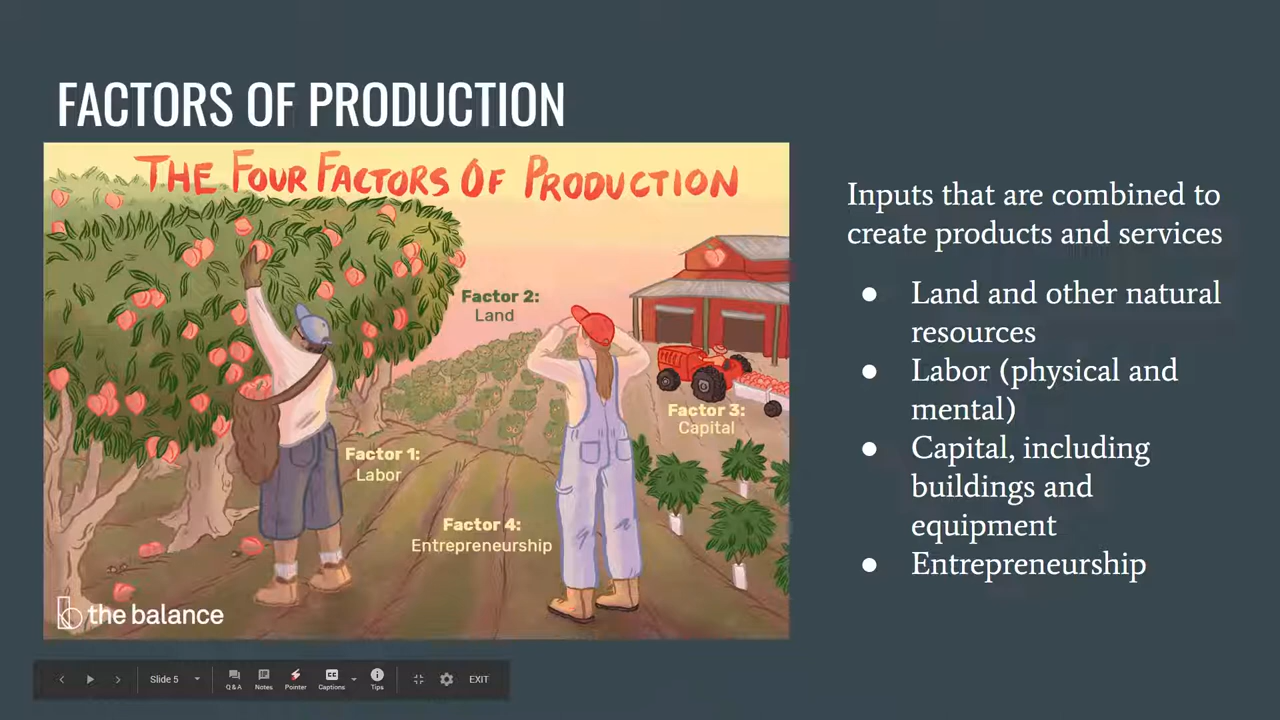 FACTORS OF PRODUCTION
THE FOUR FACTORS OF PRODUCTION
Factor 2:
Land
Factor 3:
Capital
Factor 1:
Labor
Factor 4:
Entrepreneurship
the balance
Inputs that are combined to
create products and services
● Land and other natural
resources
● Labor (physical and
mental)
● Capital, including
buildings and
equipment
● Entrepreneurship
Slide 5
Q&A
Notes
Pointer
CC
Captions
Tips
EXIT